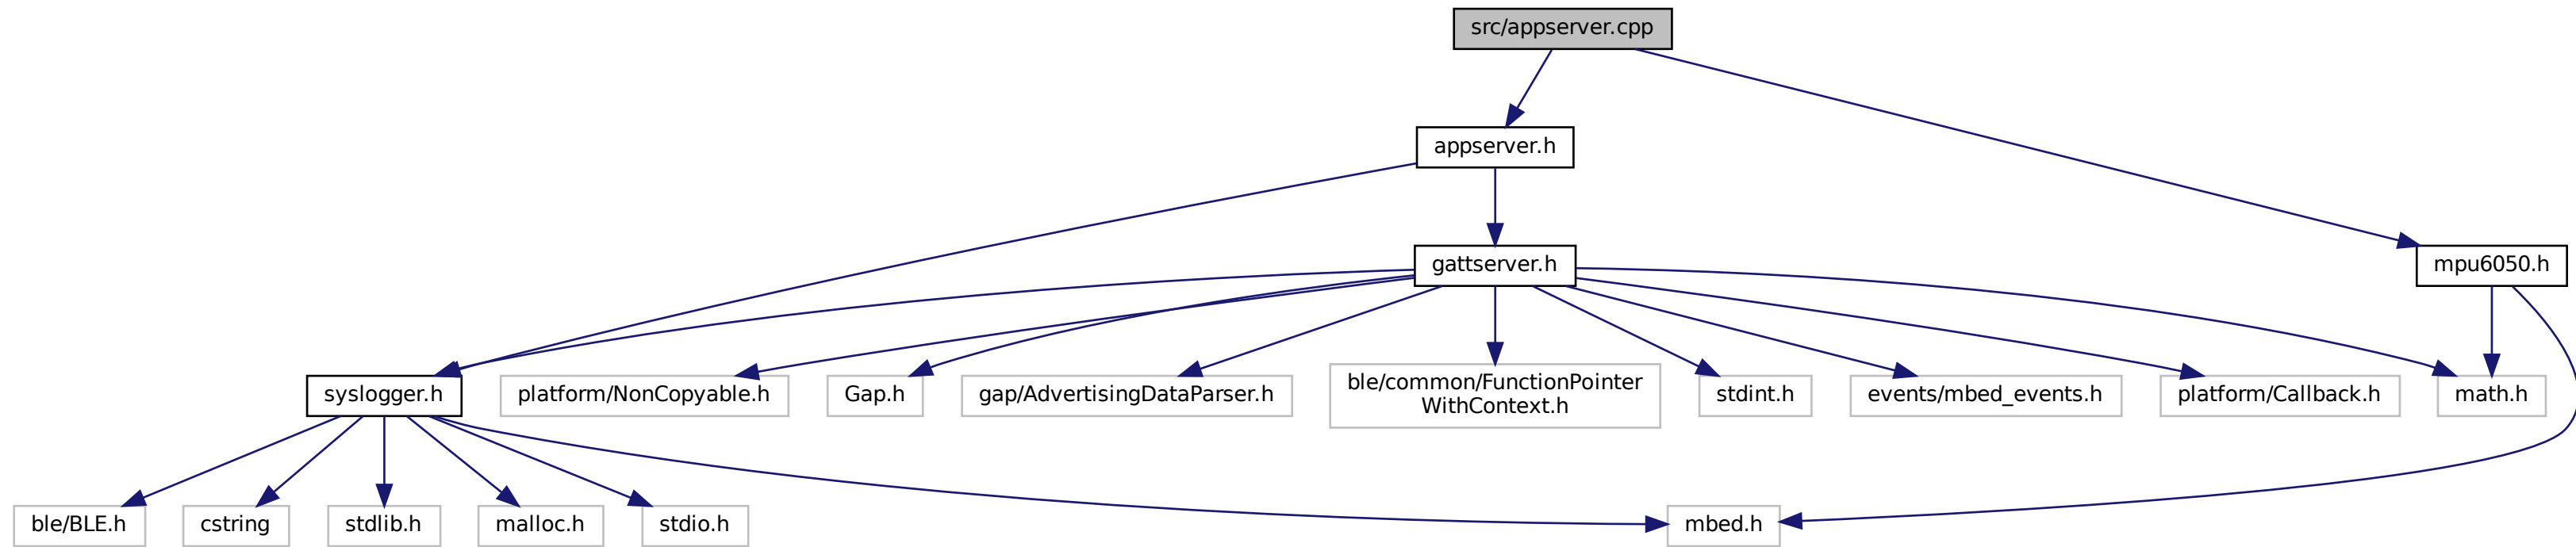 src/appserver.cpp
appserver.h
gattserver.h
mpu6050.h
syslogger.h
platform/NonCopyable.h
Gap.h
gap/AdvertisingDataParser.h
ble/common/FunctionPointer
WithContext.h
stdint.h
events/mbed_events.h
platform/Callback.h
math.h
ble/BLE.h
cstring
stdlib.h
malloc.h
stdio.h
mbed.h